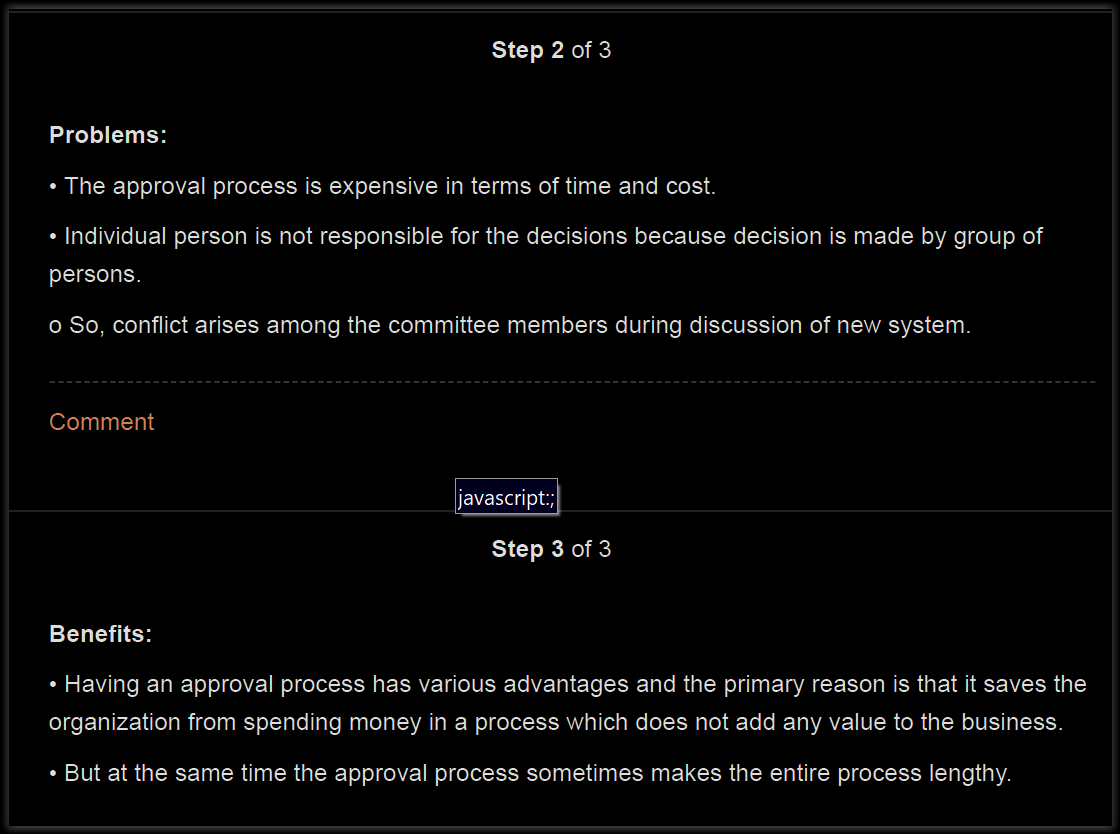 Step 2 of 3
Problems:
• The approval process is expensive in terms of time and cost.
• Individual person is not responsible for the decisions because decision is made by group of
persons.
o So, conflict arises among the committee members during discussion of new system.
Comment
javascript:;
Step 3 of 3
Benefits:
• Having an approval process has various advantages and the primary reason is that it saves the
organization from spending money in a process which does not add any value to the business.
• But at the same time the approval process sometimes makes the entire process lengthy.